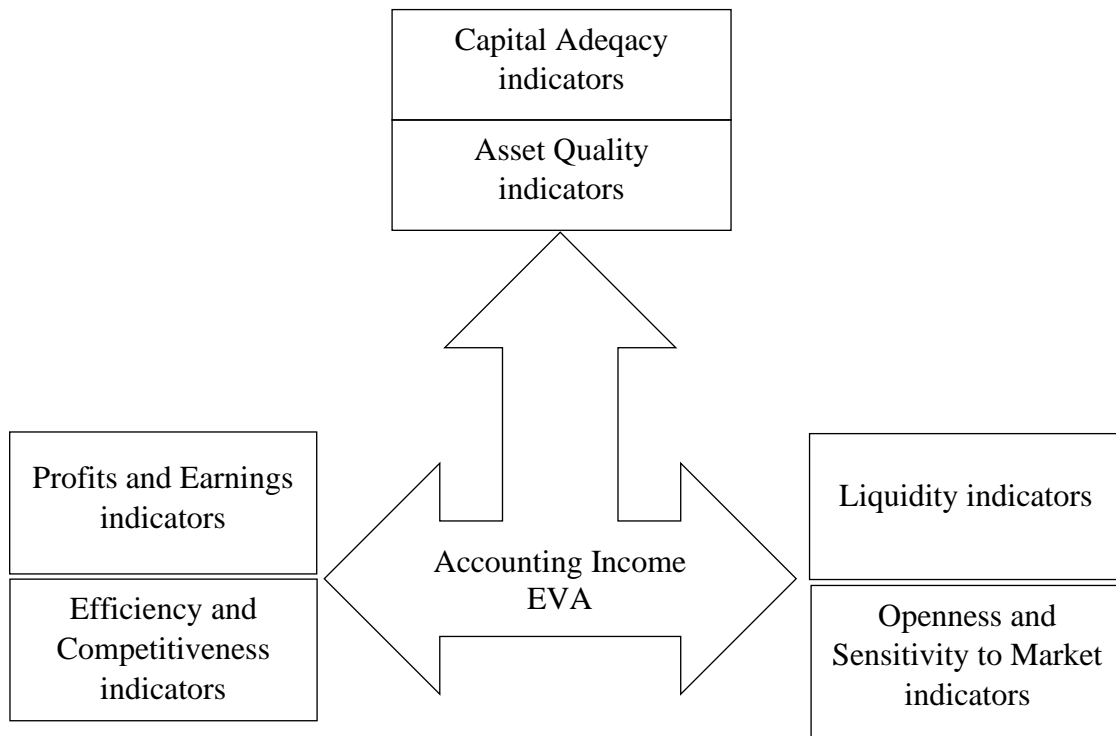 Capital Adeqacy
indicators
Asset Quality
indicators
Profits and Earnings
indicators
Efficiency and
Competitiveness
indicators
Accounting Income
EVA
Liquidity indicators
Openness and
Sensitivity to Market
indicators